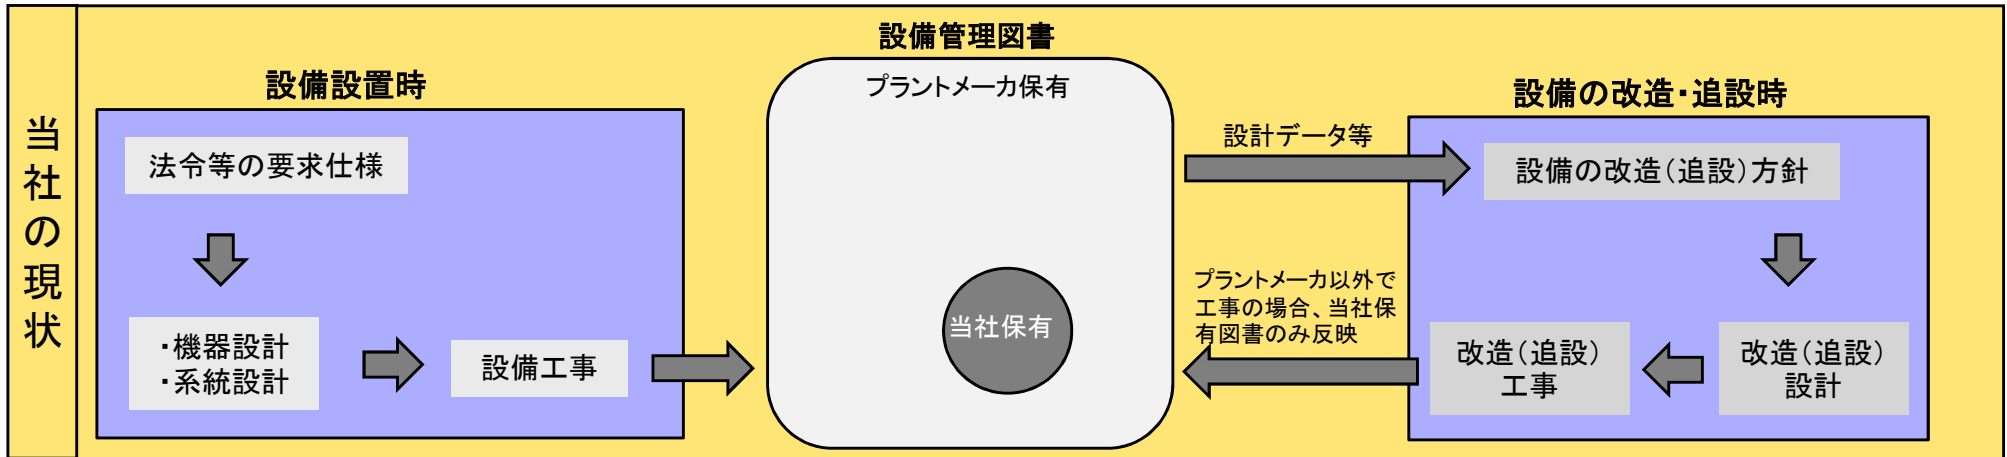 当社の現状
設備設置時
法令等の要求仕様
・機器設計
・系統設計
設備工事
設備管理図書
プラントメーカ保有
当社保有
設計データ等
プラントメーカ以外で
工事の場合、当社保
有図書のみ反映
設備の改造・追設時
設備の改造(追設)方針
改造(追設)
設計
改造(追設)
工事